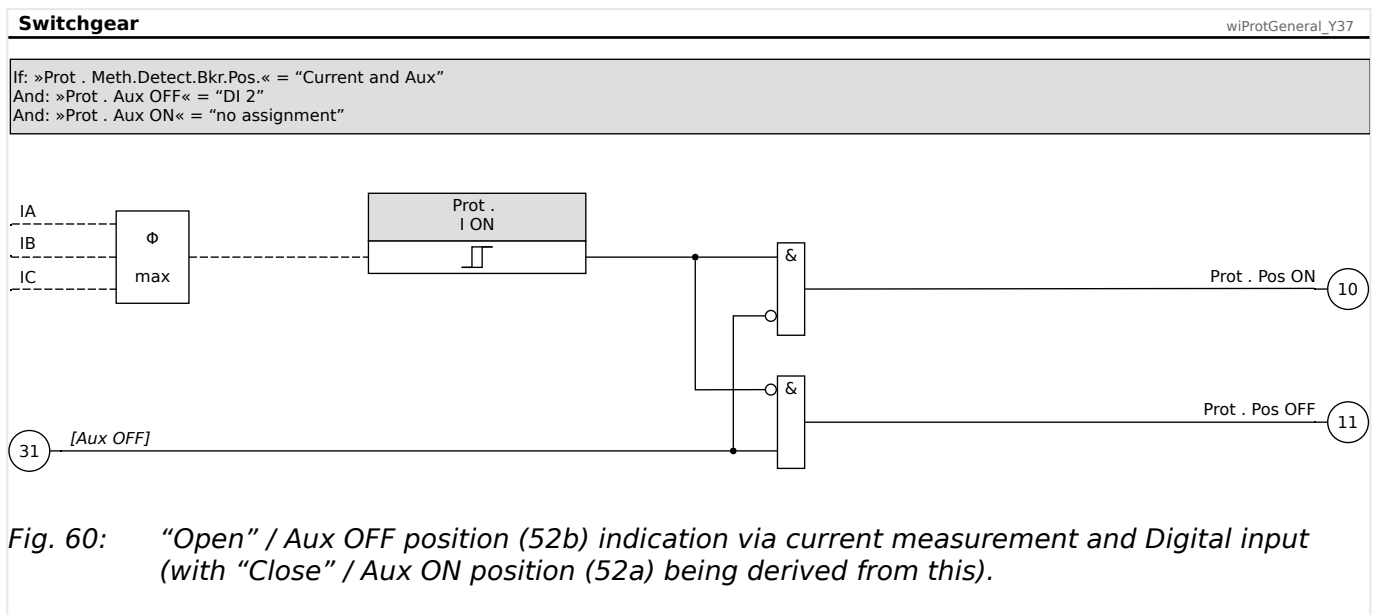 Switchgear
wiProtGeneral_Y37
If: »Prot . Meth.Detect.Bkr.Pos.« = “Current and Aux”
And: »Prot . Aux OFF« = “DI 2”
And: »Prot . Aux ON« = “no assignment”
IA
IB
IC
Φ
max
Prot .
I ON
&
Prot . Pos ON
10
&
Prot . Pos OFF
11
31
[Aux OFF]
Fig. 60: “Open” / Aux OFF position (52b) indication via current measurement and Digital input
(with “Close” / Aux ON position (52a) being derived from this).